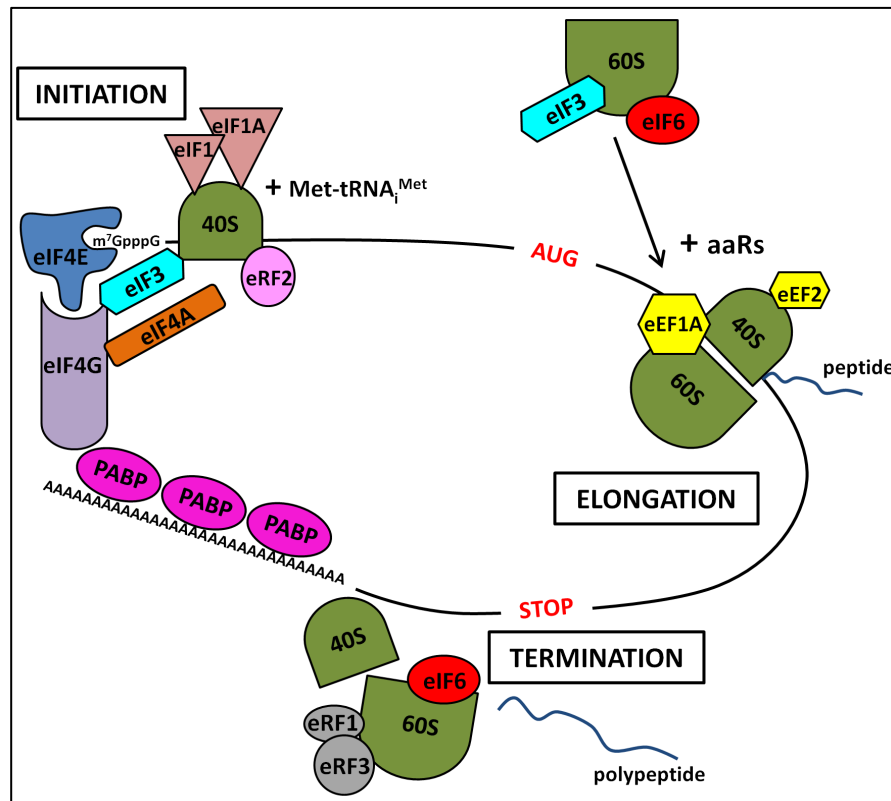 INITIATION
eIF1
eIF1A
40S
+ Met-tRNAiMet
60S
eIF3
eIF6
eIF4E
m7GpppG
eIF3
eRF2
eIF4A
eIF4G
AUG
+ aaRs
eEF1A
40S
eEF2
60S
peptide
PABP
PABP
PABP
ELONGATION
STOP
40S
TERMINATION
eIF6
60S
eRF1
eRF3
polypeptide